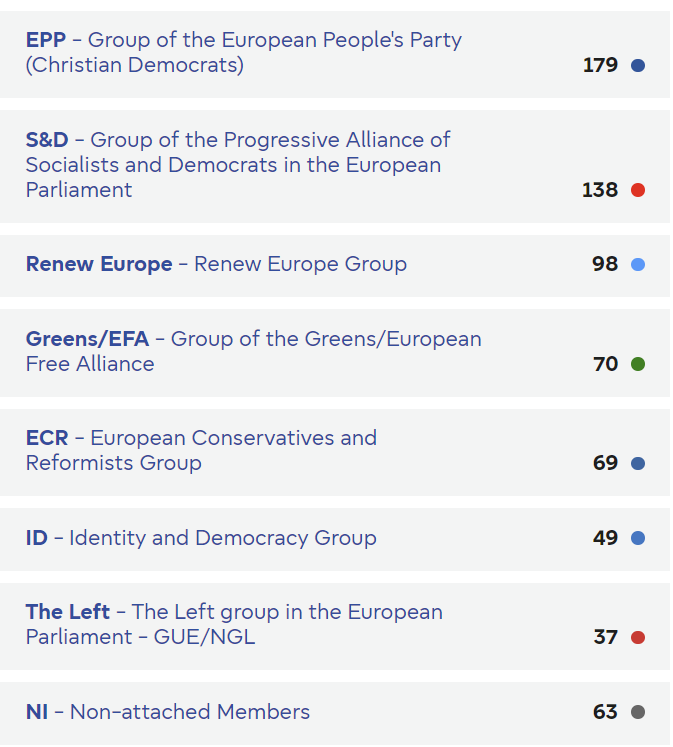 EPP - Group of the European People's Party
(Christian Democrats)
179
S&D - Group of the Progressive Alliance of
Socialists and Democrats in the European
Parliament
138
Renew Europe - Renew Europe Group
98
Greens/EFA - Group of the Greens/European
Free Alliance
70
ECR - European Conservatives and
Reformists Group
69
ID - Identity and Democracy Group
49
The Left - The Left group in the European
Parliament - GUE/NGL
37
NI - Non-attached Members
63